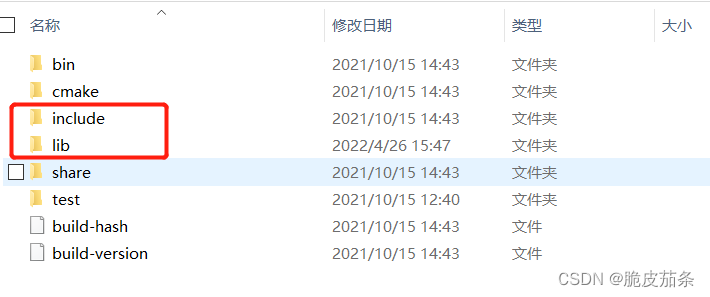 名称 修改日期 类型 大小
bin 2021/10/15 14:43 文件夹
cmake 2021/10/15 14:43 文件夹
include 2021/10/15 14:43 文件夹
lib 2022/4/26 15:47 文件夹
share 2021/10/15 14:43 文件夹
test 2021/10/15 12:40 文件夹
build-hash 2021/10/15 14:43 文件
build-version 2021/10/15 14:43 文件
CSDN @脆皮茄条